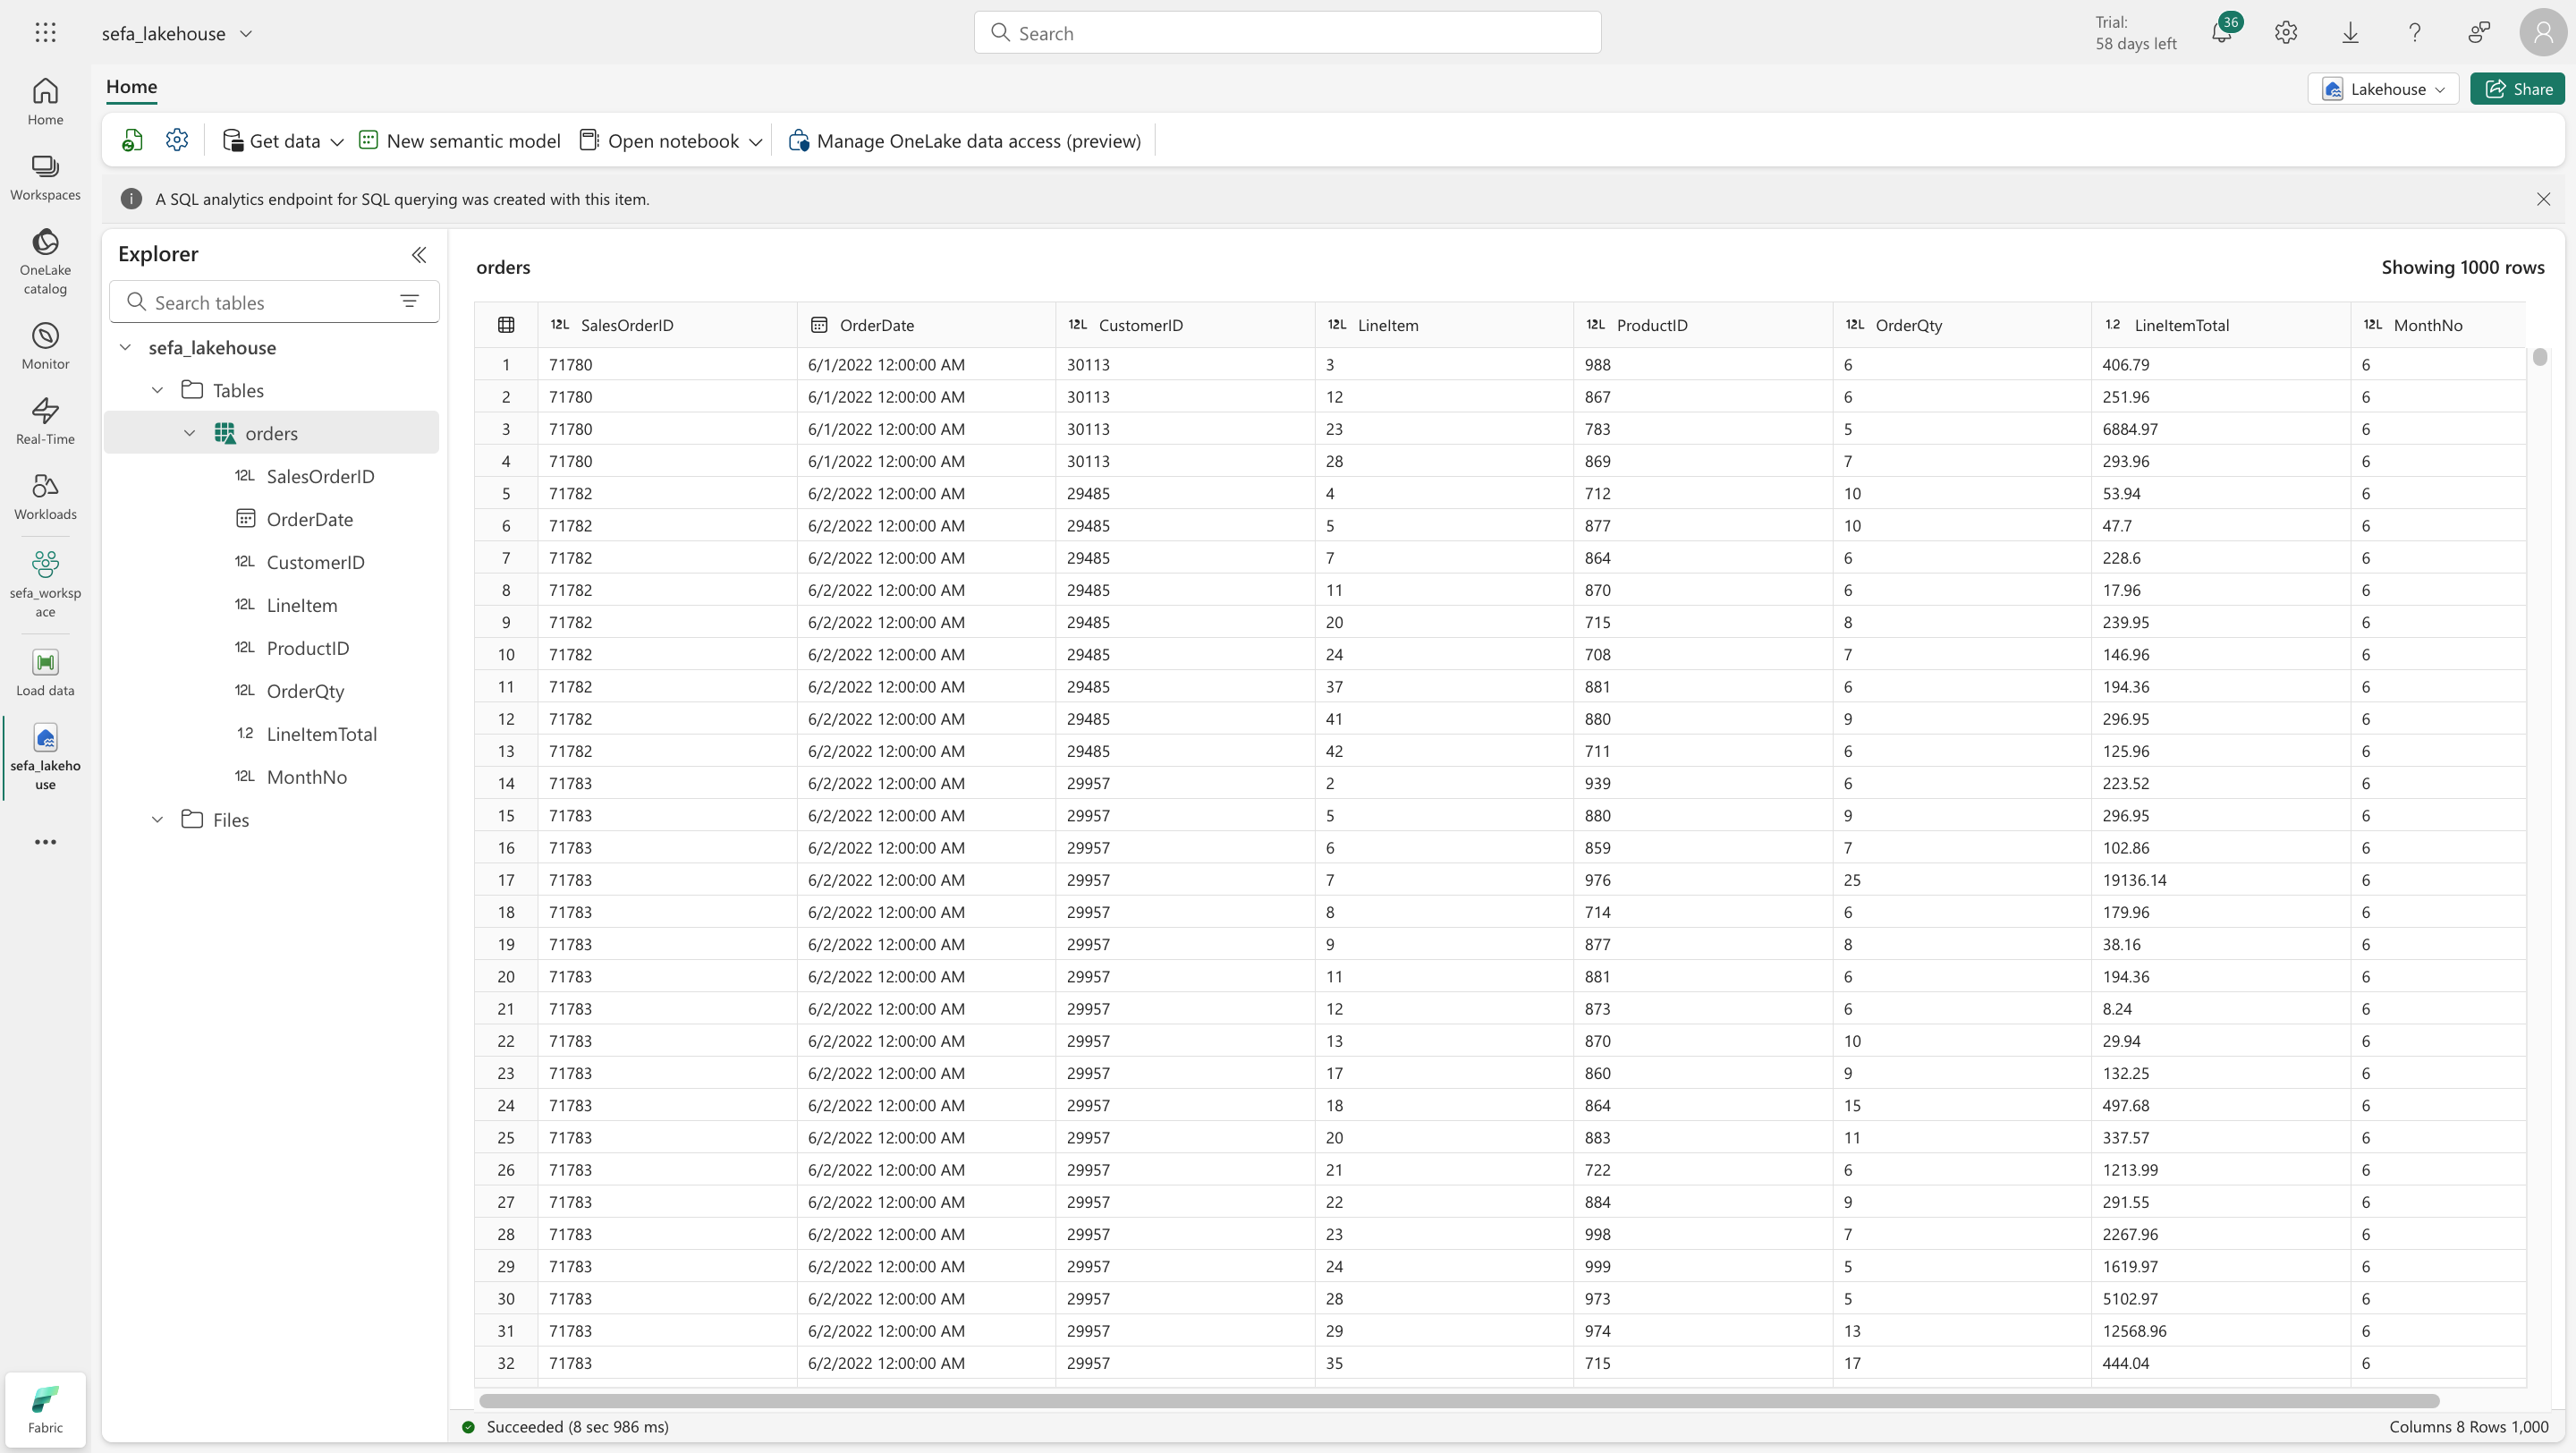 sefa_lakehouse
Search
Trial:
58 days left
36
Home
Lakehouse
Share
Get data
New semantic model
Open notebook
Manage OneLake data access (preview)
A SQL analytics endpoint for SQL querying was created with this item.
Home
Workspaces
OneLake
catalog
Monitor
Real-Time
Workloads
sefa_worksp
ace
Load data
sefa_lakeho
use
Fabric
Explorer
Search tables
sefa_lakehouse
Tables
orders
12L SalesOrderID
OrderDate
12L CustomerID
12L LineItem
12L ProductID
12L OrderQty
1.2 LineItemTotal
12L MonthNo
Files
orders
Showing 1000 rows
12L SalesOrderID OrderDate 12L CustomerID 12L LineItem 12L ProductID 12L OrderQty 1.2 LineItemTotal 12L MonthNo
1 71780 6/1/2022 12:00:00 AM 30113 3 988 6 406.79 6
2 71780 6/1/2022 12:00:00 AM 30113 12 867 6 251.96 6
3 71780 6/1/2022 12:00:00 AM 30113 23 783 5 6884.97 6
4 71780 6/1/2022 12:00:00 AM 30113 28 869 7 293.96 6
5 71782 6/2/2022 12:00:00 AM 29485 4 712 10 53.94 6
6 71782 6/2/2022 12:00:00 AM 29485 5 877 10 47.7 6
7 71782 6/2/2022 12:00:00 AM 29485 7 864 6 228.6 6
8 71782 6/2/2022 12:00:00 AM 29485 11 870 6 17.96 6
9 71782 6/2/2022 12:00:00 AM 29485 20 715 8 239.95 6
10 71782 6/2/2022 12:00:00 AM 29485 24 708 7 146.96 6
11 71782 6/2/2022 12:00:00 AM 29485 37 881 6 194.36 6
12 71782 6/2/2022 12:00:00 AM 29485 41 880 9 296.95 6
13 71782 6/2/2022 12:00:00 AM 29485 42 711 6 125.96 6
14 71783 6/2/2022 12:00:00 AM 29957 2 939 6 223.52 6
15 71783 6/2/2022 12:00:00 AM 29957 5 880 9 296.95 6
16 71783 6/2/2022 12:00:00 AM 29957 6 859 7 102.86 6
17 71783 6/2/2022 12:00:00 AM 29957 7 976 25 19136.14 6
18 71783 6/2/2022 12:00:00 AM 29957 8 714 6 179.96 6
19 71783 6/2/2022 12:00:00 AM 29957 9 877 8 38.16 6
20 71783 6/2/2022 12:00:00 AM 29957 11 881 6 194.36 6
21 71783 6/2/2022 12:00:00 AM 29957 12 873 6 8.24 6
22 71783 6/2/2022 12:00:00 AM 29957 13 870 10 29.94 6
23 71783 6/2/2022 12:00:00 AM 29957 17 860 9 132.25 6
24 71783 6/2/2022 12:00:00 AM 29957 18 864 15 497.68 6
25 71783 6/2/2022 12:00:00 AM 29957 20 883 11 337.57 6
26 71783 6/2/2022 12:00:00 AM 29957 21 722 6 1213.99 6
27 71783 6/2/2022 12:00:00 AM 29957 22 884 9 291.55 6
28 71783 6/2/2022 12:00:00 AM 29957 23 998 7 2267.96 6
29 71783 6/2/2022 12:00:00 AM 29957 24 999 5 1619.97 6
30 71783 6/2/2022 12:00:00 AM 29957 28 973 5 5102.97 6
31 71783 6/2/2022 12:00:00 AM 29957 29 974 13 12568.96 6
32 71783 6/2/2022 12:00:00 AM 29957 35 715 17 444.04 6
Succeeded (8 sec 986 ms)
Columns 8 Rows 1,000